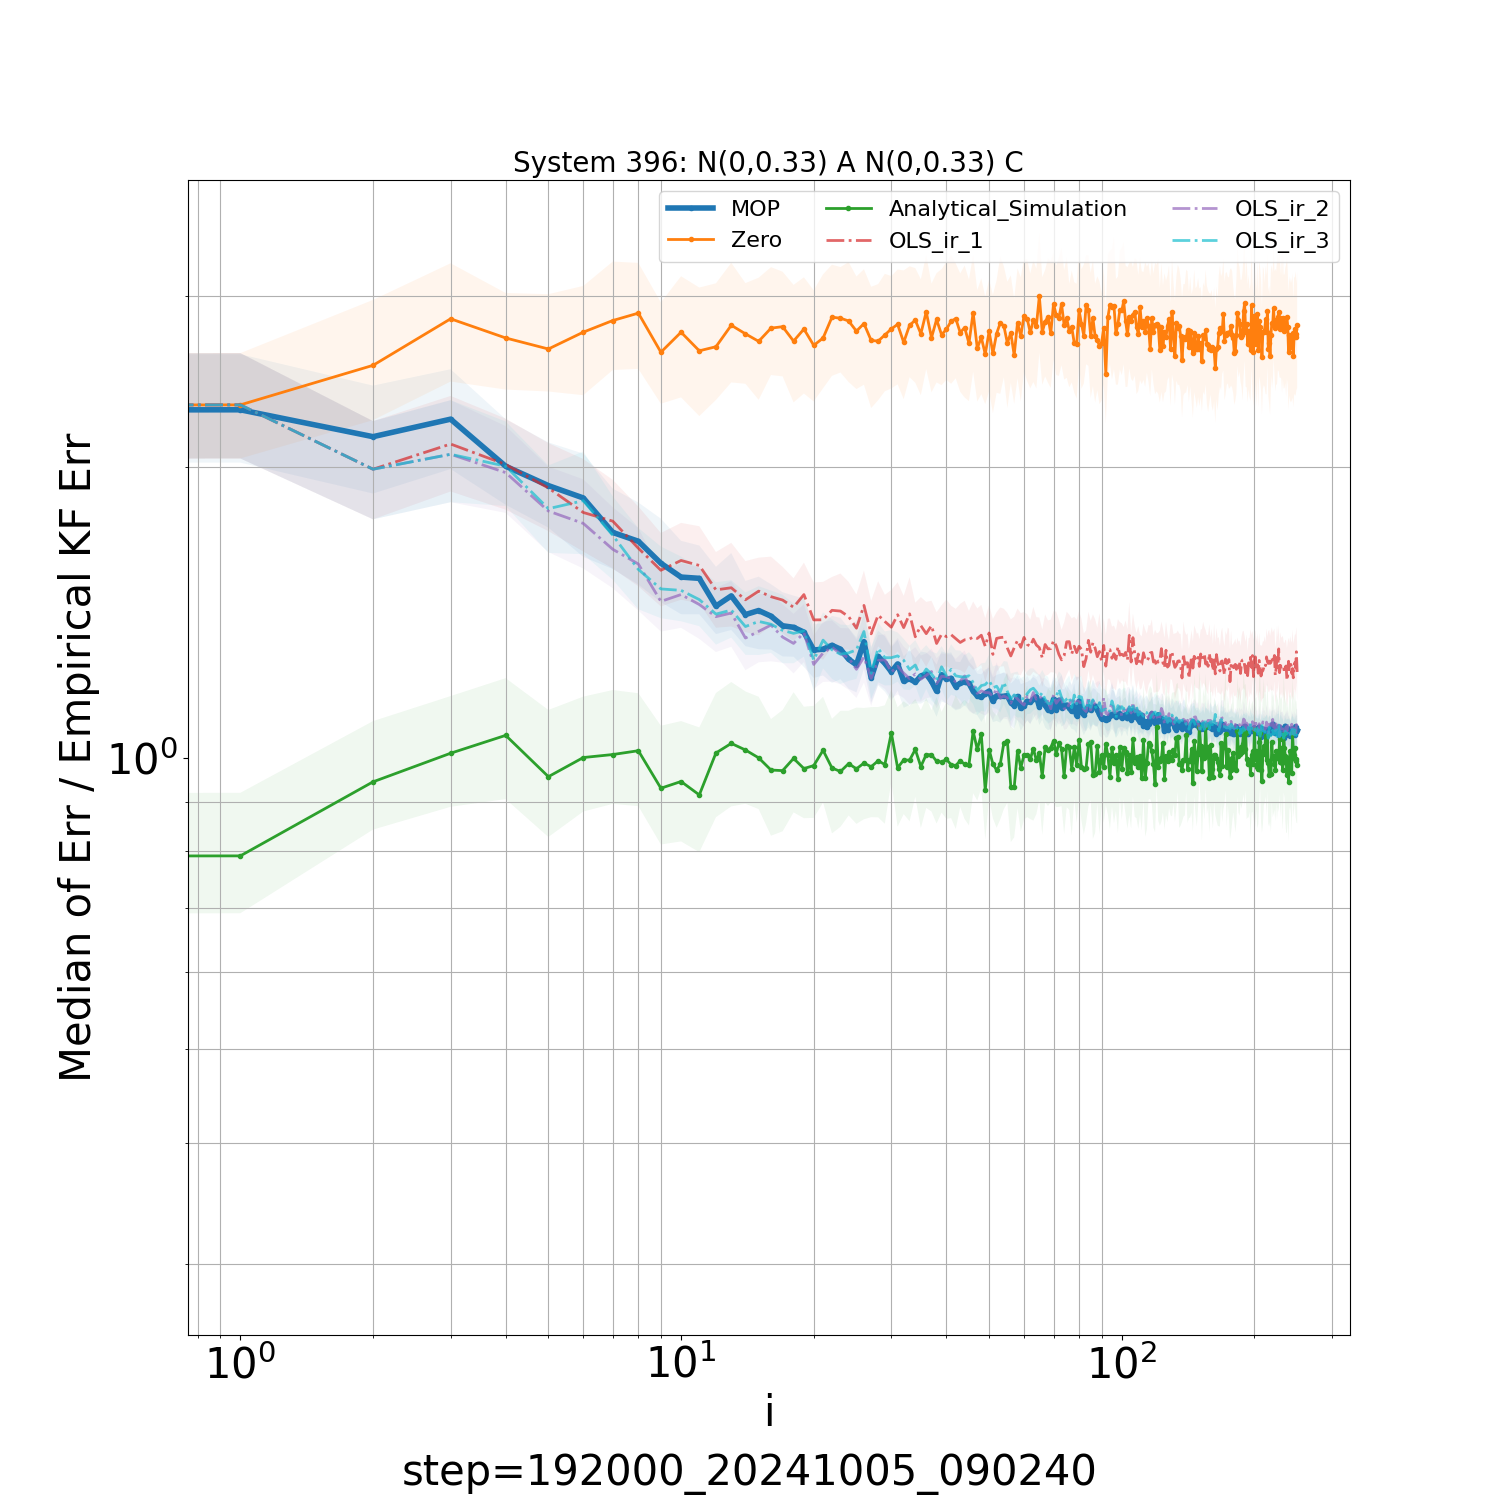 System 396: N(0,0.33) A N(0,0.33) C
MOP
Zero
Analytical_Simulation
OLS_ir_1
OLS_ir_2
OLS_ir_3
Median of Err / Empirical KF Err
10⁰
10⁰ 10¹ 10²
i
step=192000_20241005_090240